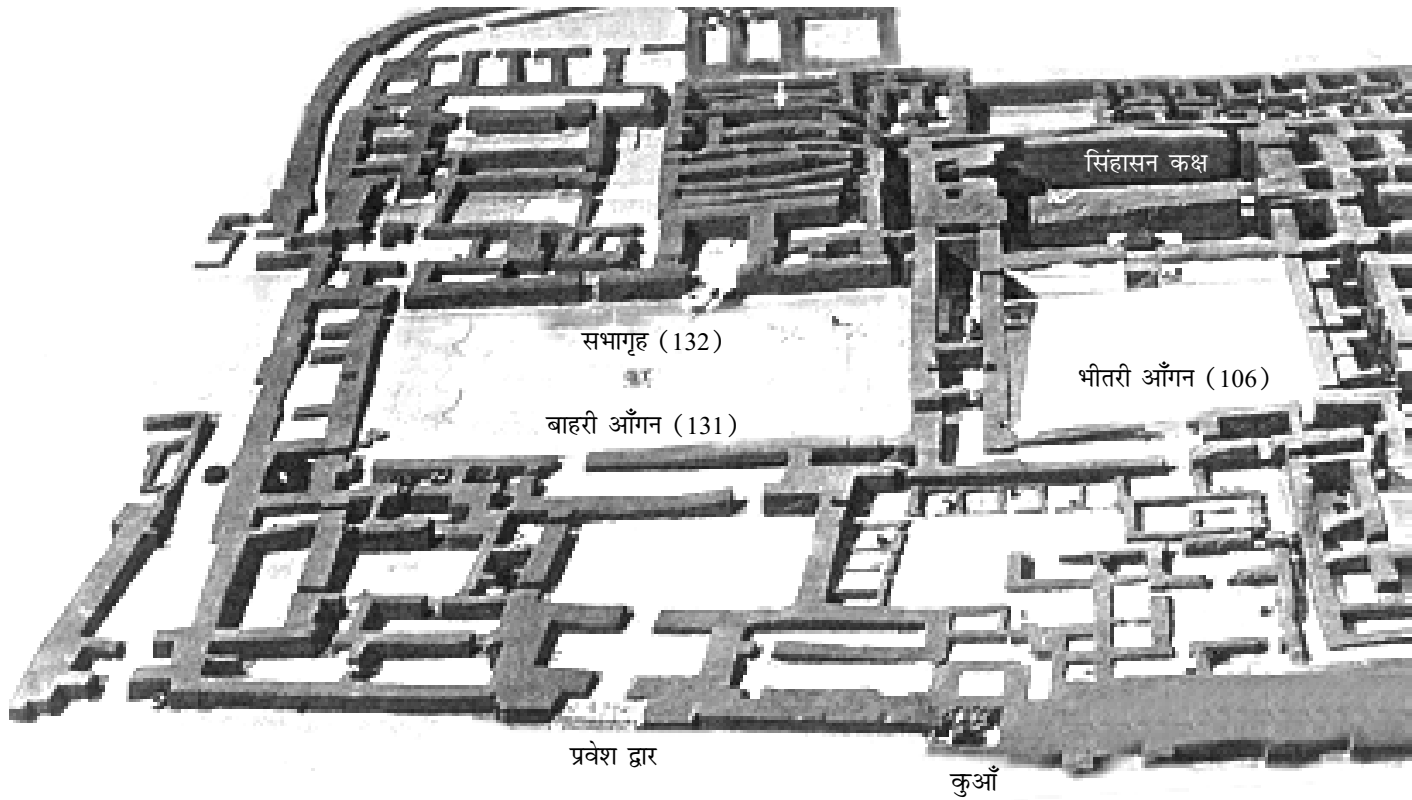 सिंहासन कक्ष
सभागृह (132)
भीतरी आँगन (106)
बाहरी आँगन (131)
प्रवेश द्वार
कुआँ